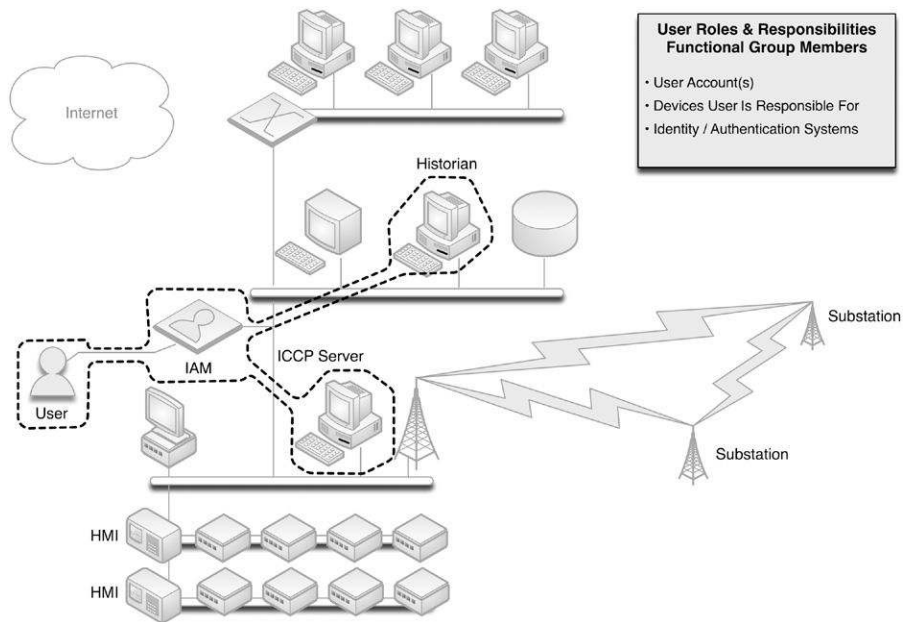 User Roles & Responsibilities
Functional Group Members
• User Account(s)
• Devices User Is Responsible For
• Identity / Authentication Systems
Internet
Historian
Substation
ICCP Server
IAM
User
Substation
HMI
HMI